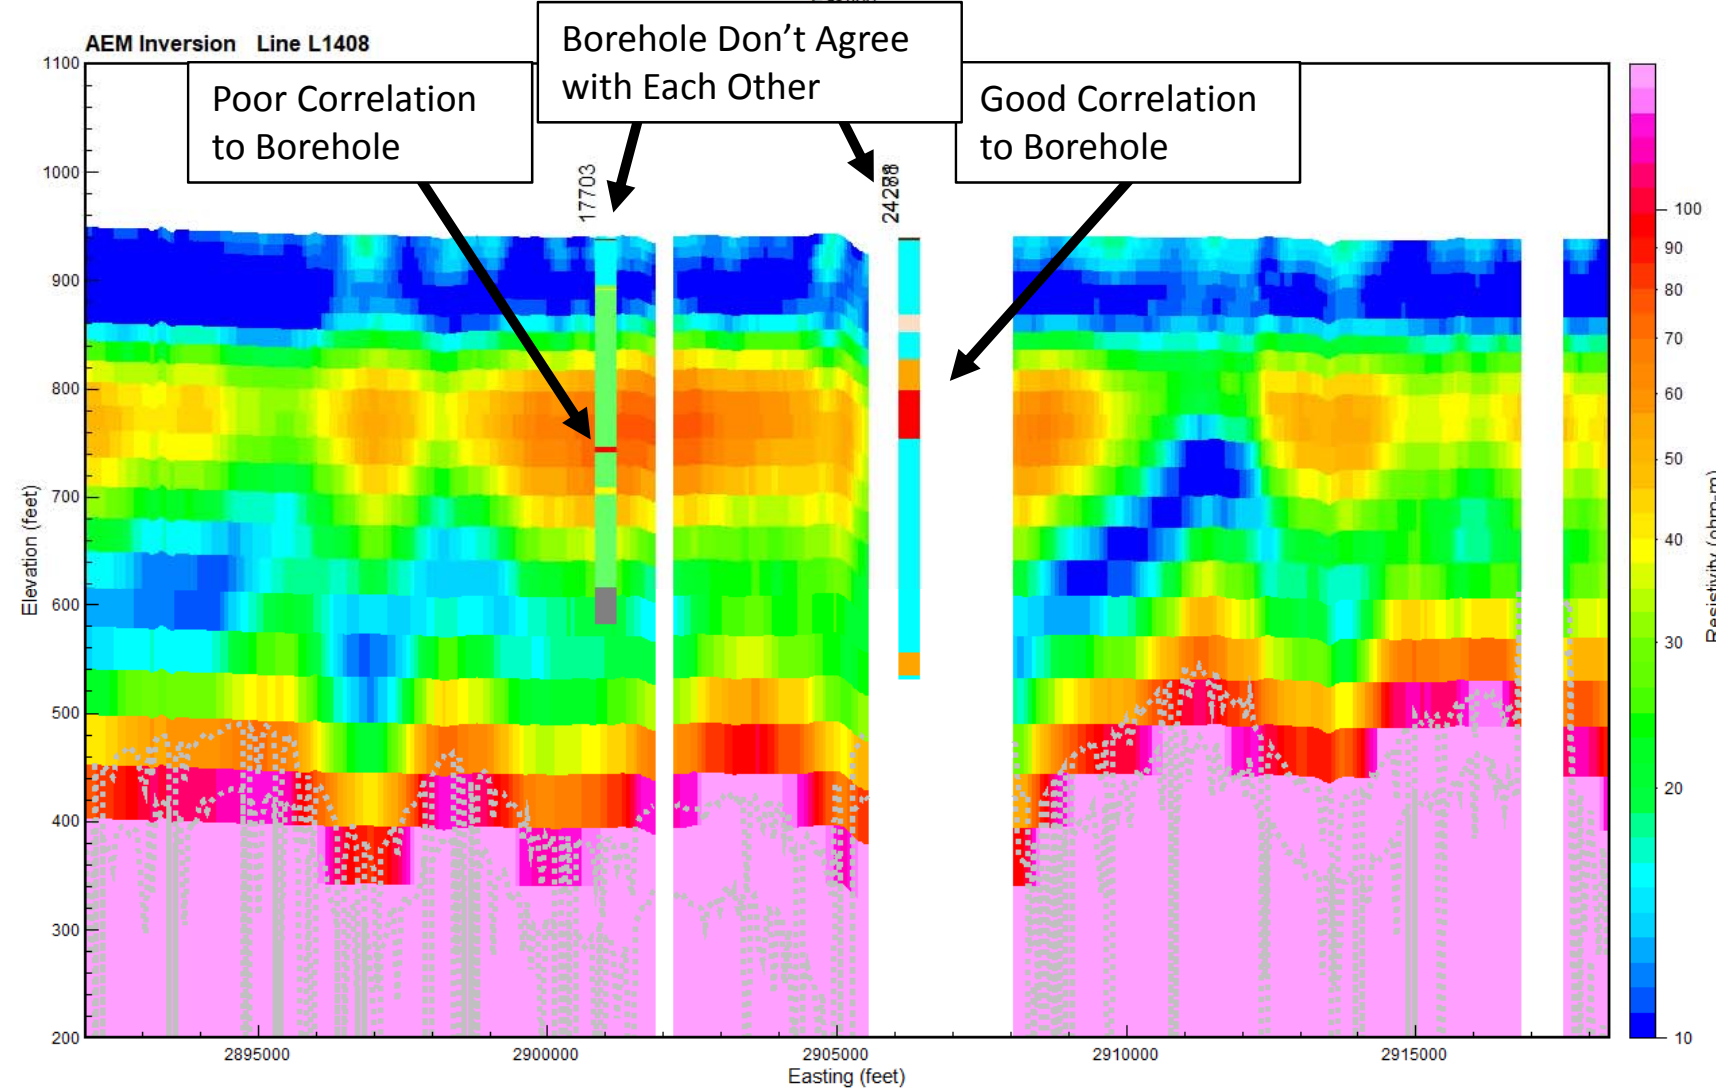 AEM Inversion Line L1408
Borehole Don't Agree
with Each Other
Poor Correlation
to Borehole
Good Correlation
to Borehole
17703
1100
1000
900
800
700
600
500
400
300
200
Elevation (feet)
2895000
2900000
2905000
2910000
2915000
Easting (feet)
100
90
80
70
60
50
40
30
20
10
Resistivity (ohm-m)